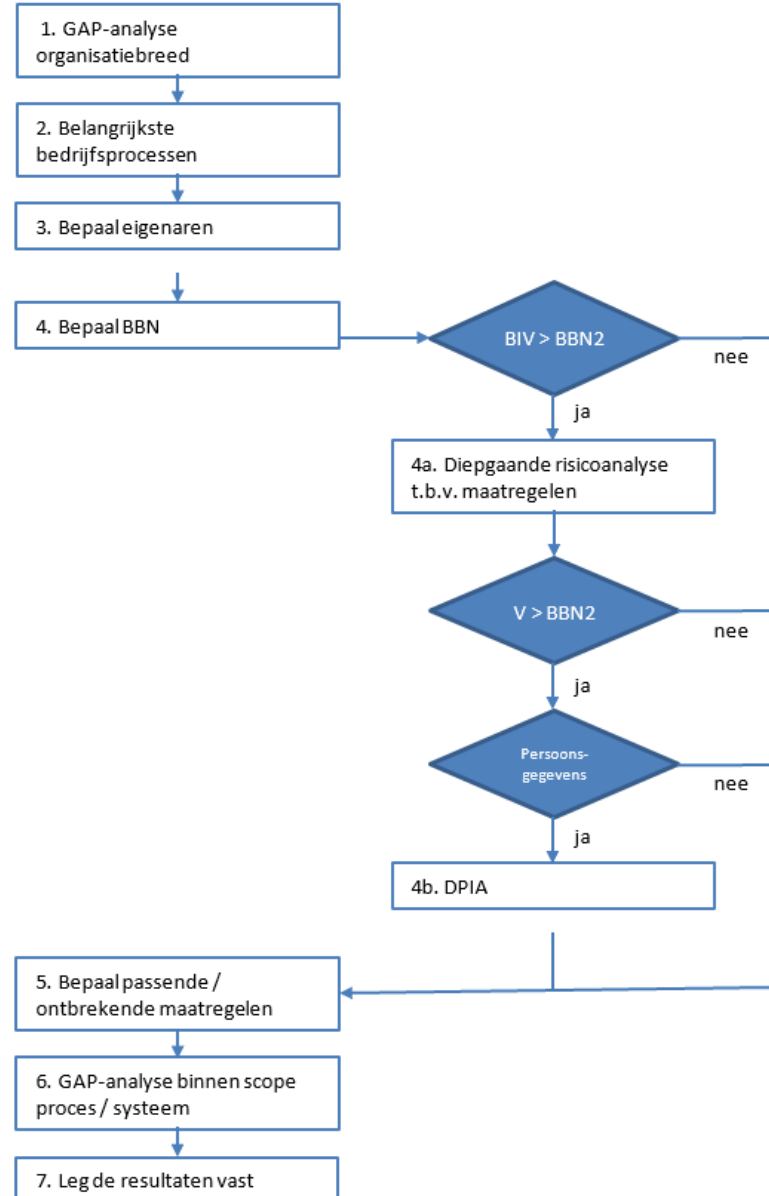 1. GAP-analyse
organisatiebreed
2. Belangrijkste
bedrijfsprocessen
3. Bepaal eigenaren
4. Bepaal BBN
BIV > BBN2
nee
ja
4a. Diepgaande risicoanalyse
t.b.v. maatregelen
V > BBN2
nee
ja
Persoons-
gegevens
nee
ja
4b. DPIA
5. Bepaal passende /
ontbrekende maatregelen
6. GAP-analyse binnen scope
proces / systeem
7. Leg de resultaten vast